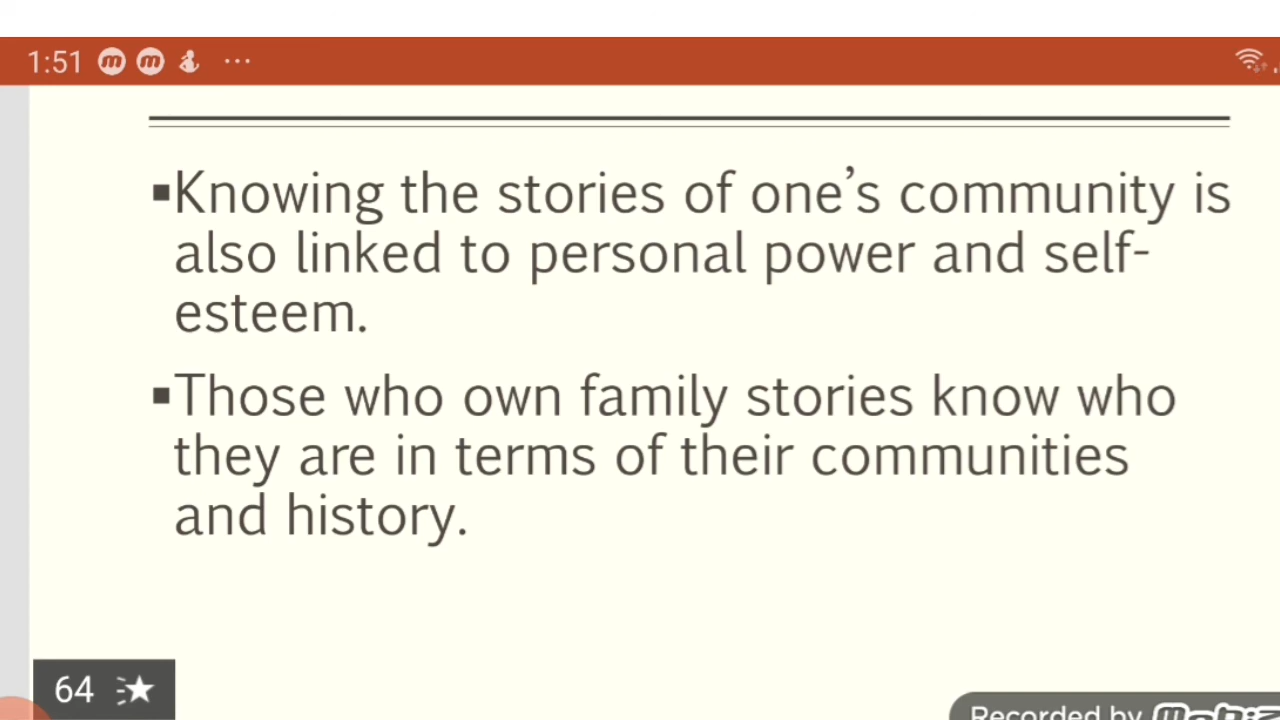 1:51
▪Knowing the stories of one’s community is
also linked to personal power and self-
esteem.
▪Those who own family stories know who
they are in terms of their communities
and history.
64
Recorded by